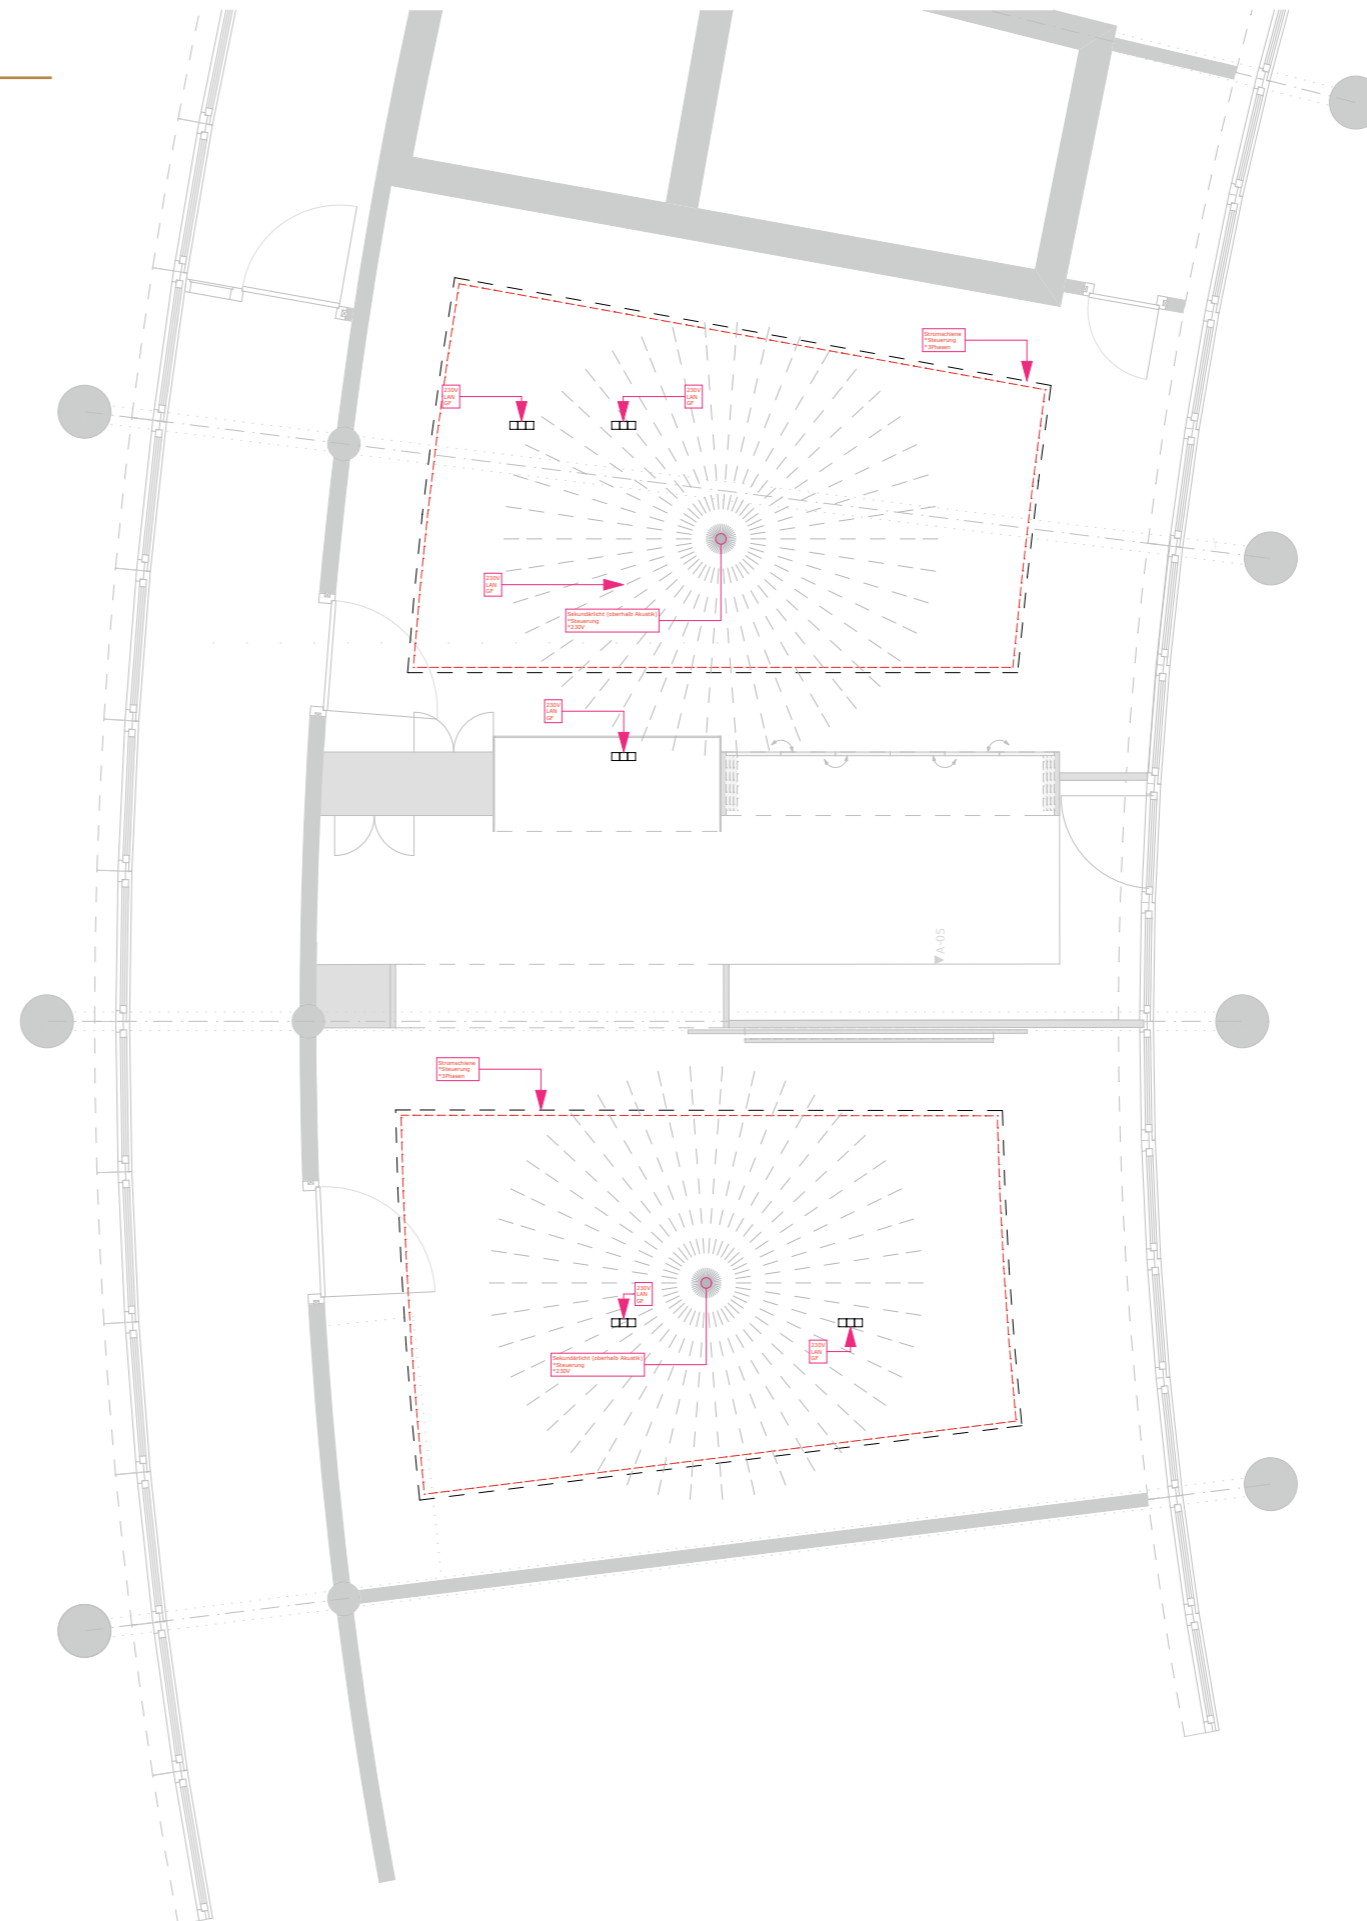 Stromschiene
*Steuerung
*3Phasen
230V
LAN
GF
230V
LAN
GF
230V
LAN
GF
Sekundärlicht (oberhalb Akustik)
*Steuerung
*230V
230V
LAN
GF
A-05
Stromschiene
*Steuerung
*3Phasen
230V
LAN
GF
230V
LAN
GF
Sekundärlicht (oberhalb Akustik)
*Steuerung
*230V